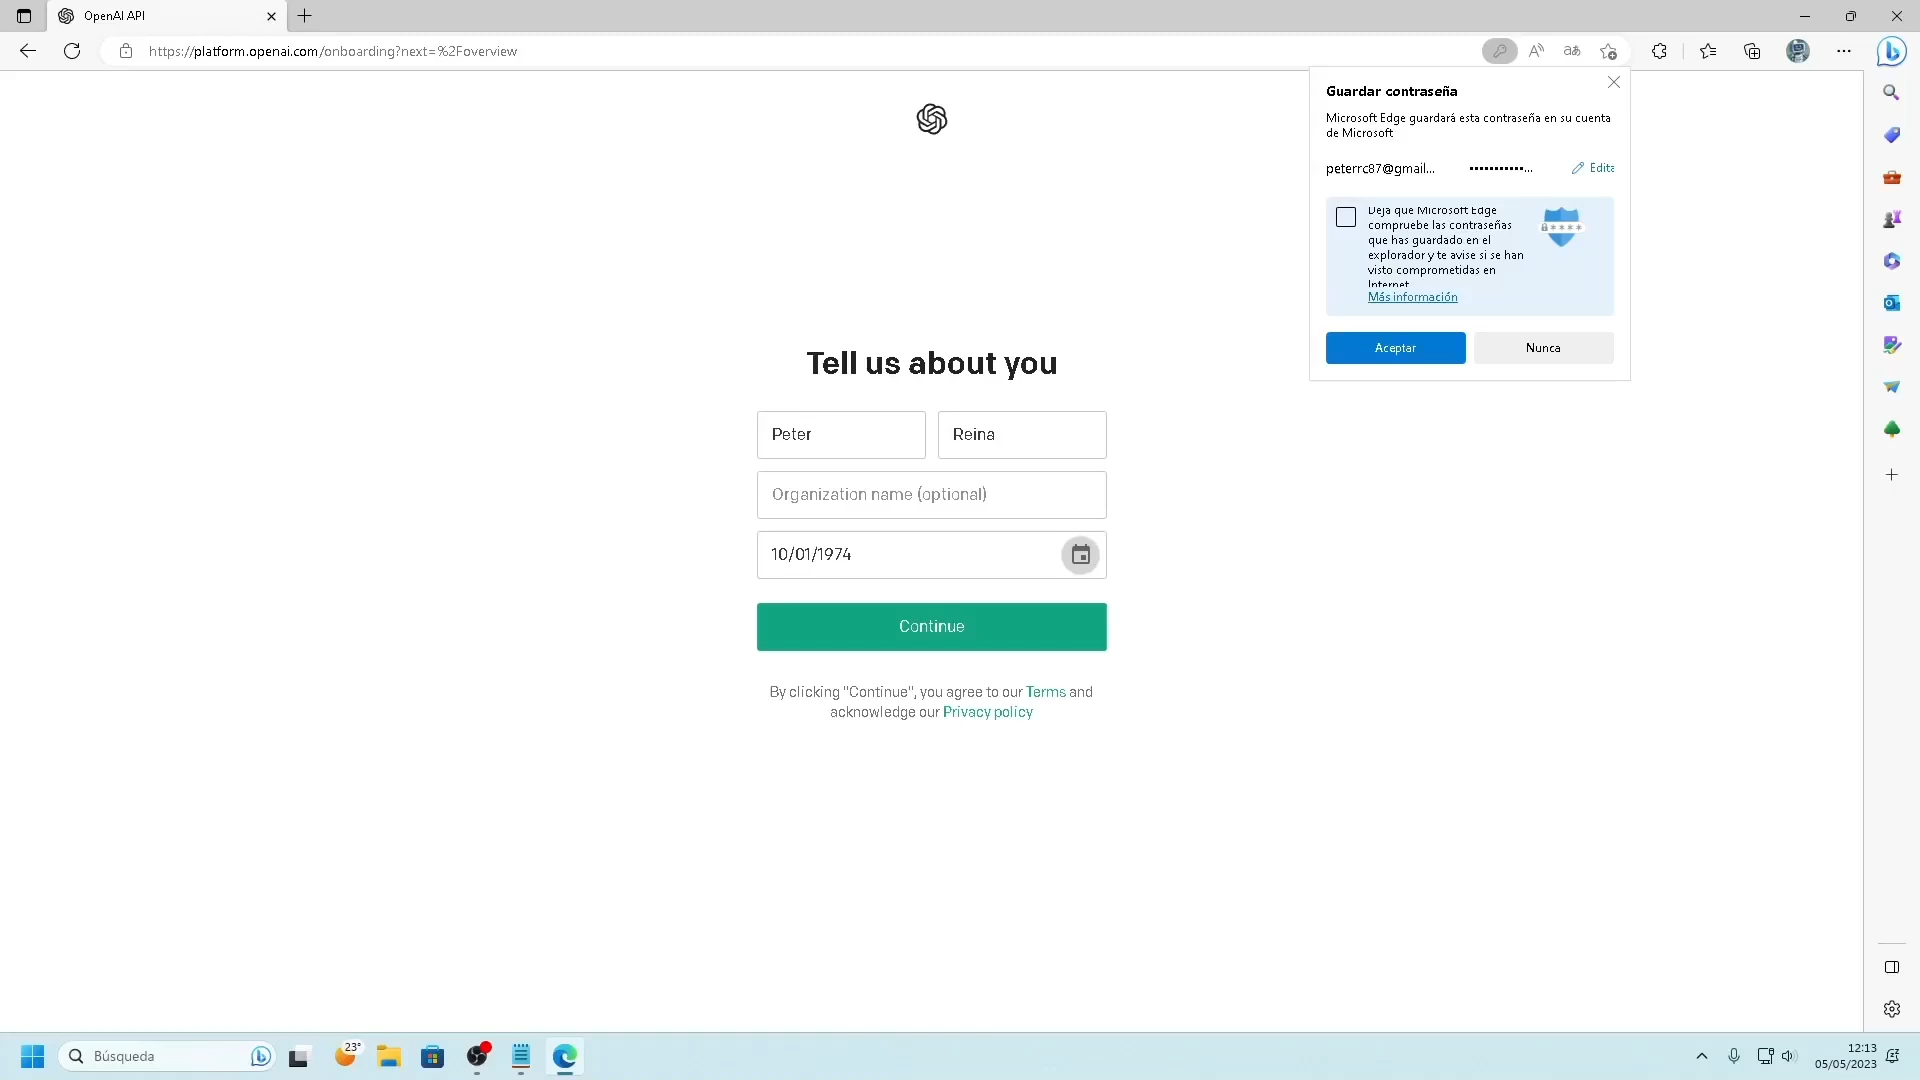 OpenAI API
https://platform.openai.com/onboarding?next=%2Foverview
Guardar contraseña
Microsoft Edge guardará esta contraseña en su cuenta
de Microsoft
peterrc87@gmail...
••••••••••••...
Edita
Deja que Microsoft Edge
compruebe las contraseñas
que has guardado en el
explorador y te avise si se han
visto comprometidas en
Internet
Más información
Aceptar
Nunca
Tell us about you
Peter
Reina
Organization name (optional)
10/01/1974
Continue
By clicking "Continue", you agree to our Terms and
acknowledge our Privacy policy
23°
Búsqueda
12:13
05/05/2023